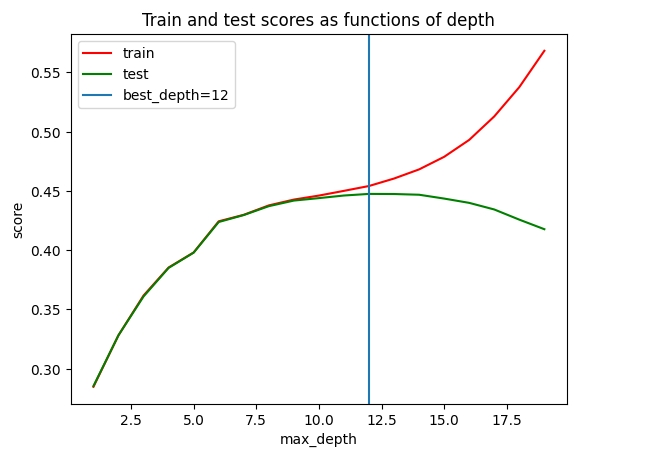 Train and test scores as functions of depth
train
test
best_depth=12
score
0.55
0.50
0.45
0.40
0.35
0.30
2.5 5.0 7.5 10.0 12.5 15.0 17.5
max_depth